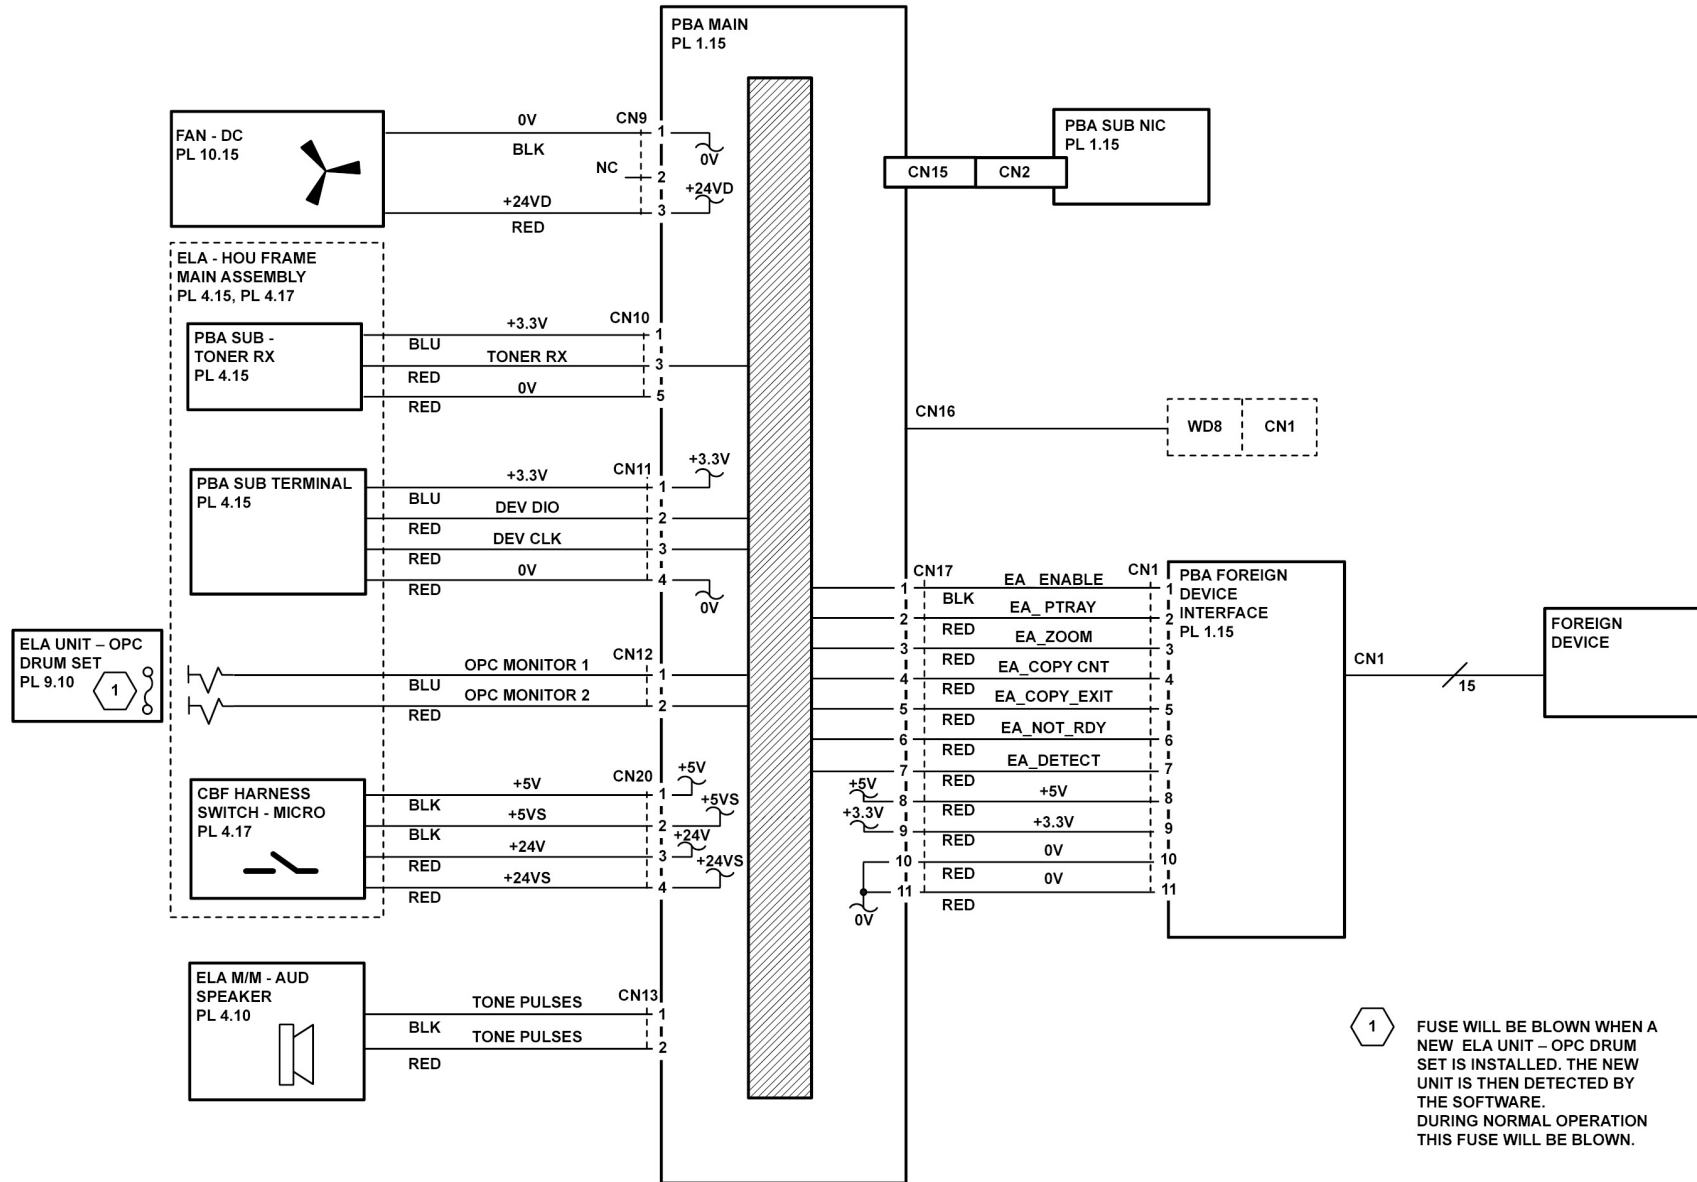 PBA MAIN
PL 1.15
FAN - DC
PL 10.15
0V
BLK
CN9
1
0V
NC
2
+24VD
+24VD
3
RED
PBA SUB NIC
PL 1.15
CN15
CN2
ELA - HOU FRAME
MAIN ASSEMBLY
PL 4.15, PL 4.17
PBA SUB -
TONER RX
PL 4.15
+3.3V
CN10
1
BLU
TONER RX
3
RED
0V
5
RED
CN16
WD8
CN1
PBA SUB TERMINAL
PL 4.15
+3.3V
CN11
+3.3V
1
BLU
DEV DIO
2
RED
DEV CLK
3
RED
0V
4
RED
0V
ELA UNIT – OPC
DRUM SET
PL 9.10
1
OPC MONITOR 1
CN12
1
BLU
OPC MONITOR 2
2
RED
CBF HARNESS
SWITCH - MICRO
PL 4.17
+5V
CN20
+5V
1
BLK
+5VS
+5VS
2
BLK
+24V
+24V
3
RED
+24VS
+24VS
4
RED
ELA M/M - AUD
SPEAKER
PL 4.10
TONE PULSES
CN13
1
BLK
TONE PULSES
2
RED
CN17
CN1
1
EA_ ENABLE
1
BLK
2
EA_ PTRAY
2
RED
3
EA_ZOOM
3
RED
4
EA_COPY CNT
4
RED
5
EA_COPY_EXIT
5
RED
6
EA_NOT_RDY
6
RED
7
EA_DETECT
7
RED
+5V
8
+5V
8
RED
+3.3V
9
+3.3V
9
RED
10
0V
10
RED
11
0V
11
RED
0V
PBA FOREIGN
DEVICE
INTERFACE
PL 1.15
CN1
15
FOREIGN
DEVICE
1
FUSE WILL BE BLOWN WHEN A
NEW ELA UNIT – OPC DRUM
SET IS INSTALLED. THE NEW
UNIT IS THEN DETECTED BY
THE SOFTWARE.
DURING NORMAL OPERATION
THIS FUSE WILL BE BLOWN.